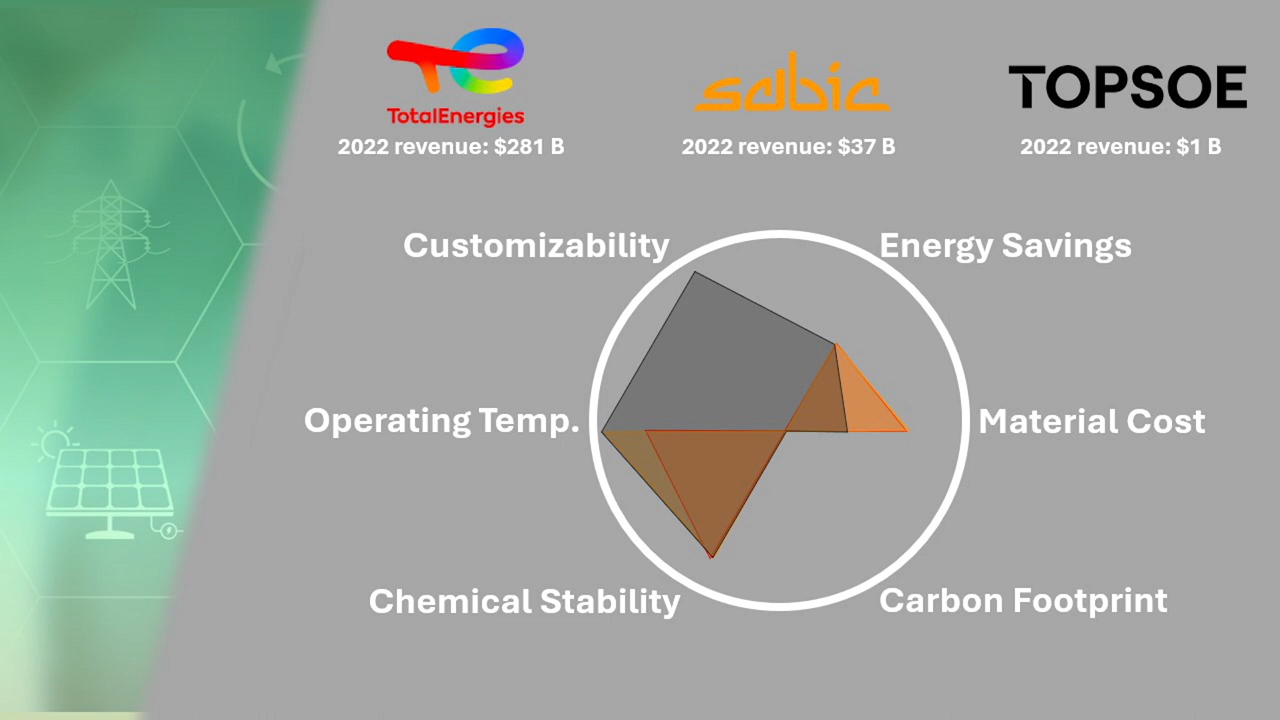 TotalEnergies
sabic
TOPSOE
2022 revenue: $281 B
2022 revenue: $37 B
2022 revenue: $1 B
Customizability
Energy Savings
Operating Temp.
Material Cost
Chemical Stability
Carbon Footprint